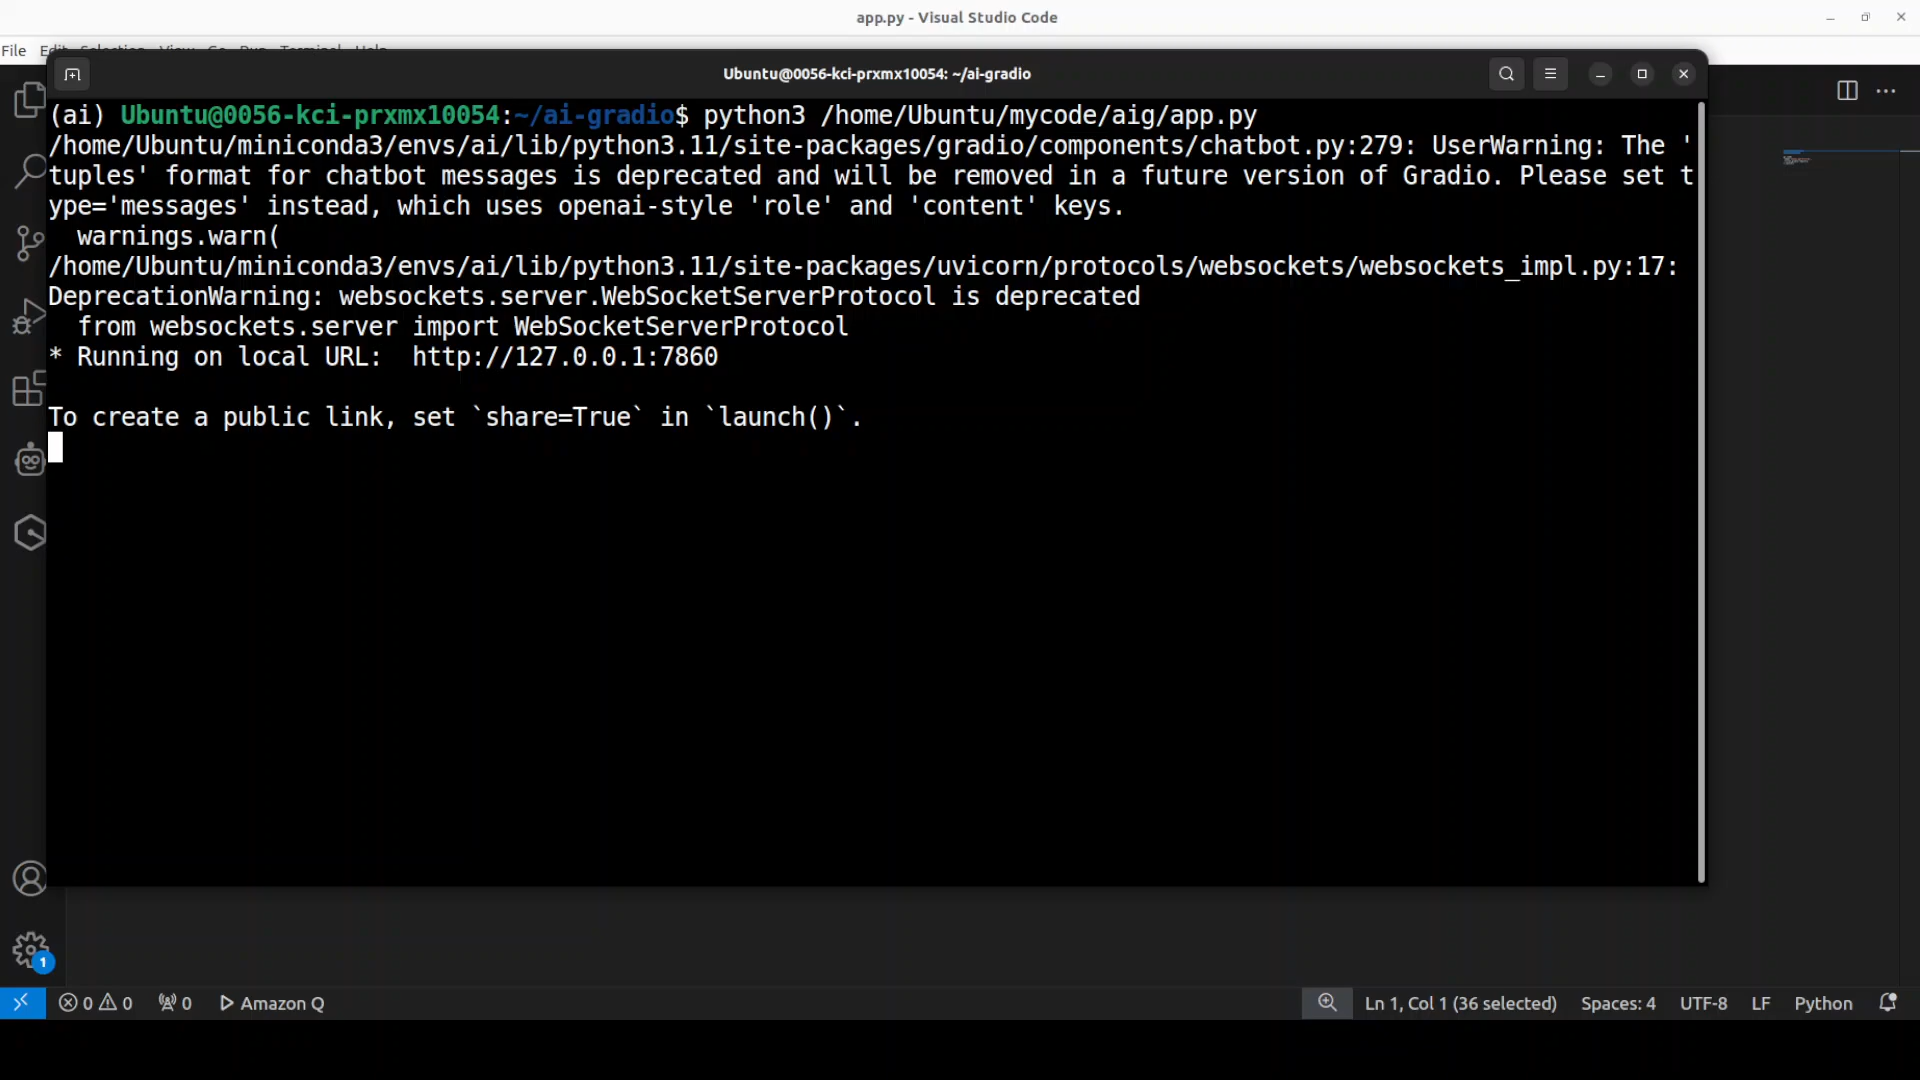 app.py - Visual Studio Code
File Edit Selection View Go Run Terminal Help
Ubuntu@0056-kci-prxmx10054: ~/ai-gradio
(ai) Ubuntu@0056-kci-prxmx10054:~/ai-gradio$ python3 /home/Ubuntu/mycode/aig/app.py
/home/Ubuntu/miniconda3/envs/ai/lib/python3.11/site-packages/gradio/components/chatbot.py:279: UserWarning: The '
tuples' format for chatbot messages is deprecated and will be removed in a future version of Gradio. Please set t
ype='messages' instead, which uses openai-style 'role' and 'content' keys.
  warnings.warn(
/home/Ubuntu/miniconda3/envs/ai/lib/python3.11/site-packages/uvicorn/protocols/websockets/websockets_impl.py:17:
DeprecationWarning: websockets.server.WebSocketServerProtocol is deprecated
  from websockets.server import WebSocketServerProtocol
* Running on local URL:  http://127.0.0.1:7860
To create a public link, set `share=True` in `launch()`.
1
0 0 0 Amazon Q Ln 1, Col 1 (36 selected) Spaces: 4 UTF-8 LF Python